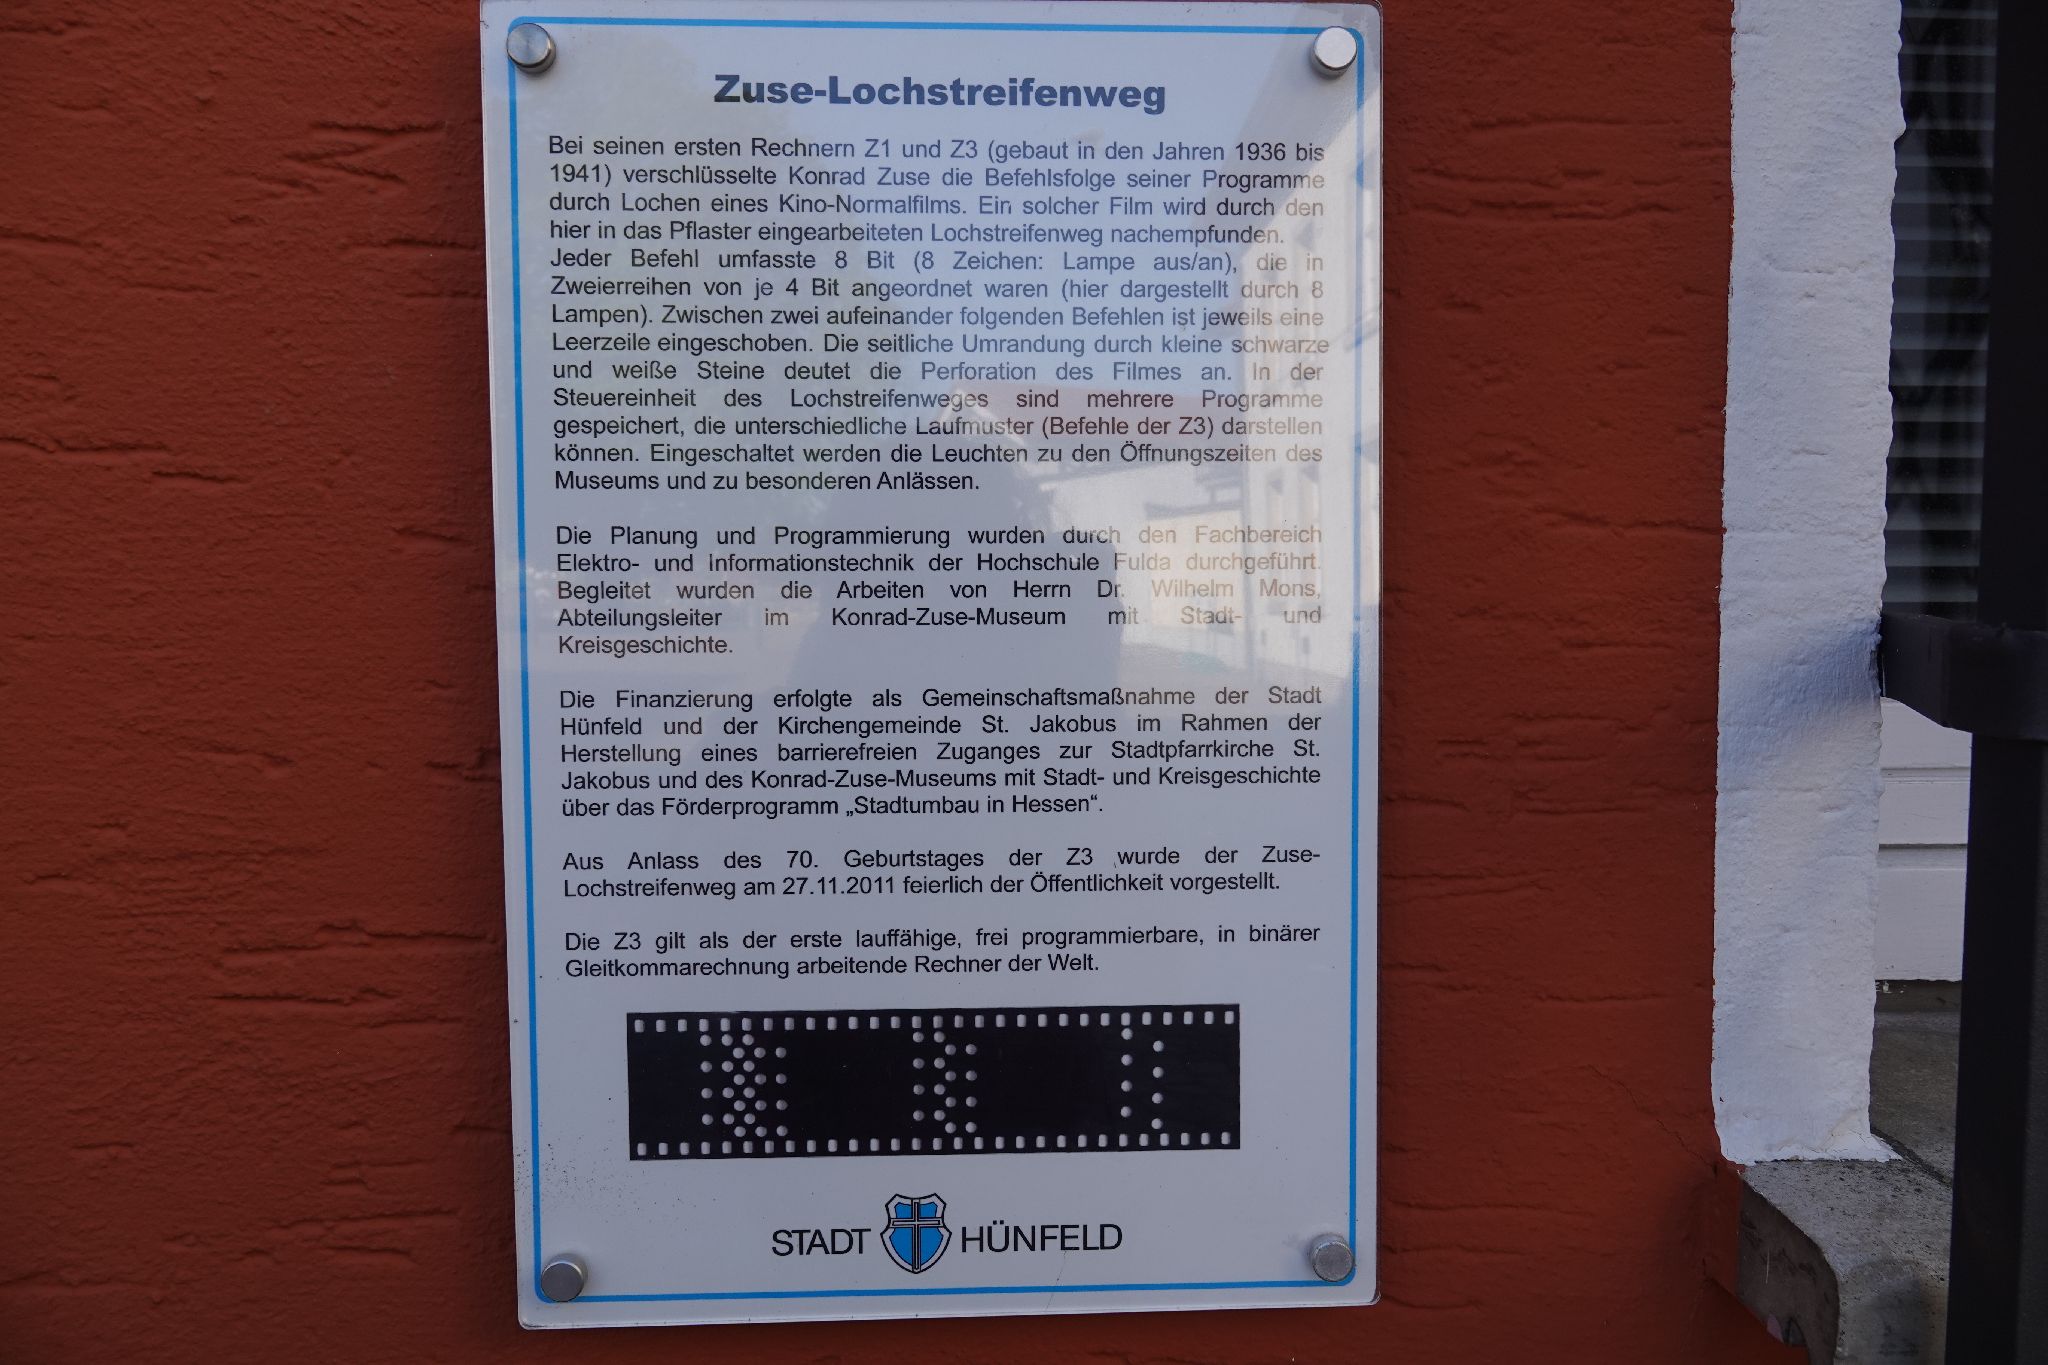 Zuse-Lochstreifenweg
Bei seinen ersten Rechnern Z1 und Z3 (gebaut in den Jahren 1936 bis
1941) verschlüsselte Konrad Zuse die Befehlsfolge seiner Programme
durch Lochen eines Kino-Normalfilms. Ein solcher Film wird durch den
hier in das Pflaster eingearbeiteten Lochstreifenweg nachempfunden.
Jeder Befehl umfasste 8 Bit (8 Zeichen: Lampe aus/an), die in
Zweierreihen von je 4 Bit angeordnet waren (hier dargestellt durch 8
Lampen). Zwischen zwei aufeinander folgenden Befehlen ist jeweils eine
Leerzeile eingeschoben. Die seitliche Umrandung durch kleine schwarze
und weiße Steine deutet die Perforation des Filmes an. In der
Steuereinheit des Lochstreifenweges sind mehrere Programme
gespeichert, die unterschiedliche Laufmuster (Befehle der Z3) darstellen
können. Eingeschaltet werden die Leuchten zu den Öffnungszeiten des
Museums und zu besonderen Anlässen.
Die Planung und Programmierung wurden durch den Fachbereich
Elektro- und Informationstechnik der Hochschule Fulda durchgeführt.
Begleitet wurden die Arbeiten von Herrn Dr. Wilhelm Mons,
Abteilungsleiter im Konrad-Zuse-Museum mit Stadt- und
Kreisgeschichte.
Die Finanzierung erfolgte als Gemeinschaftsmaßnahme der Stadt
Hünfeld und der Kirchengemeinde St. Jakobus im Rahmen der
Herstellung eines barrierefreien Zuganges zur Stadtpfarrkirche St.
Jakobus und des Konrad-Zuse-Museums mit Stadt- und Kreisgeschichte
über das Förderprogramm „Stadtumbau in Hessen“.
Aus Anlass des 70. Geburtstages der Z3 wurde der Zuse-
Lochstreifenweg am 27.11.2011 feierlich der Öffentlichkeit vorgestellt.
Die Z3 gilt als der erste lauffähige, frei programmierbare, in binärer
Gleitkommarechnung arbeitende Rechner der Welt.
STADT HÜNFELD